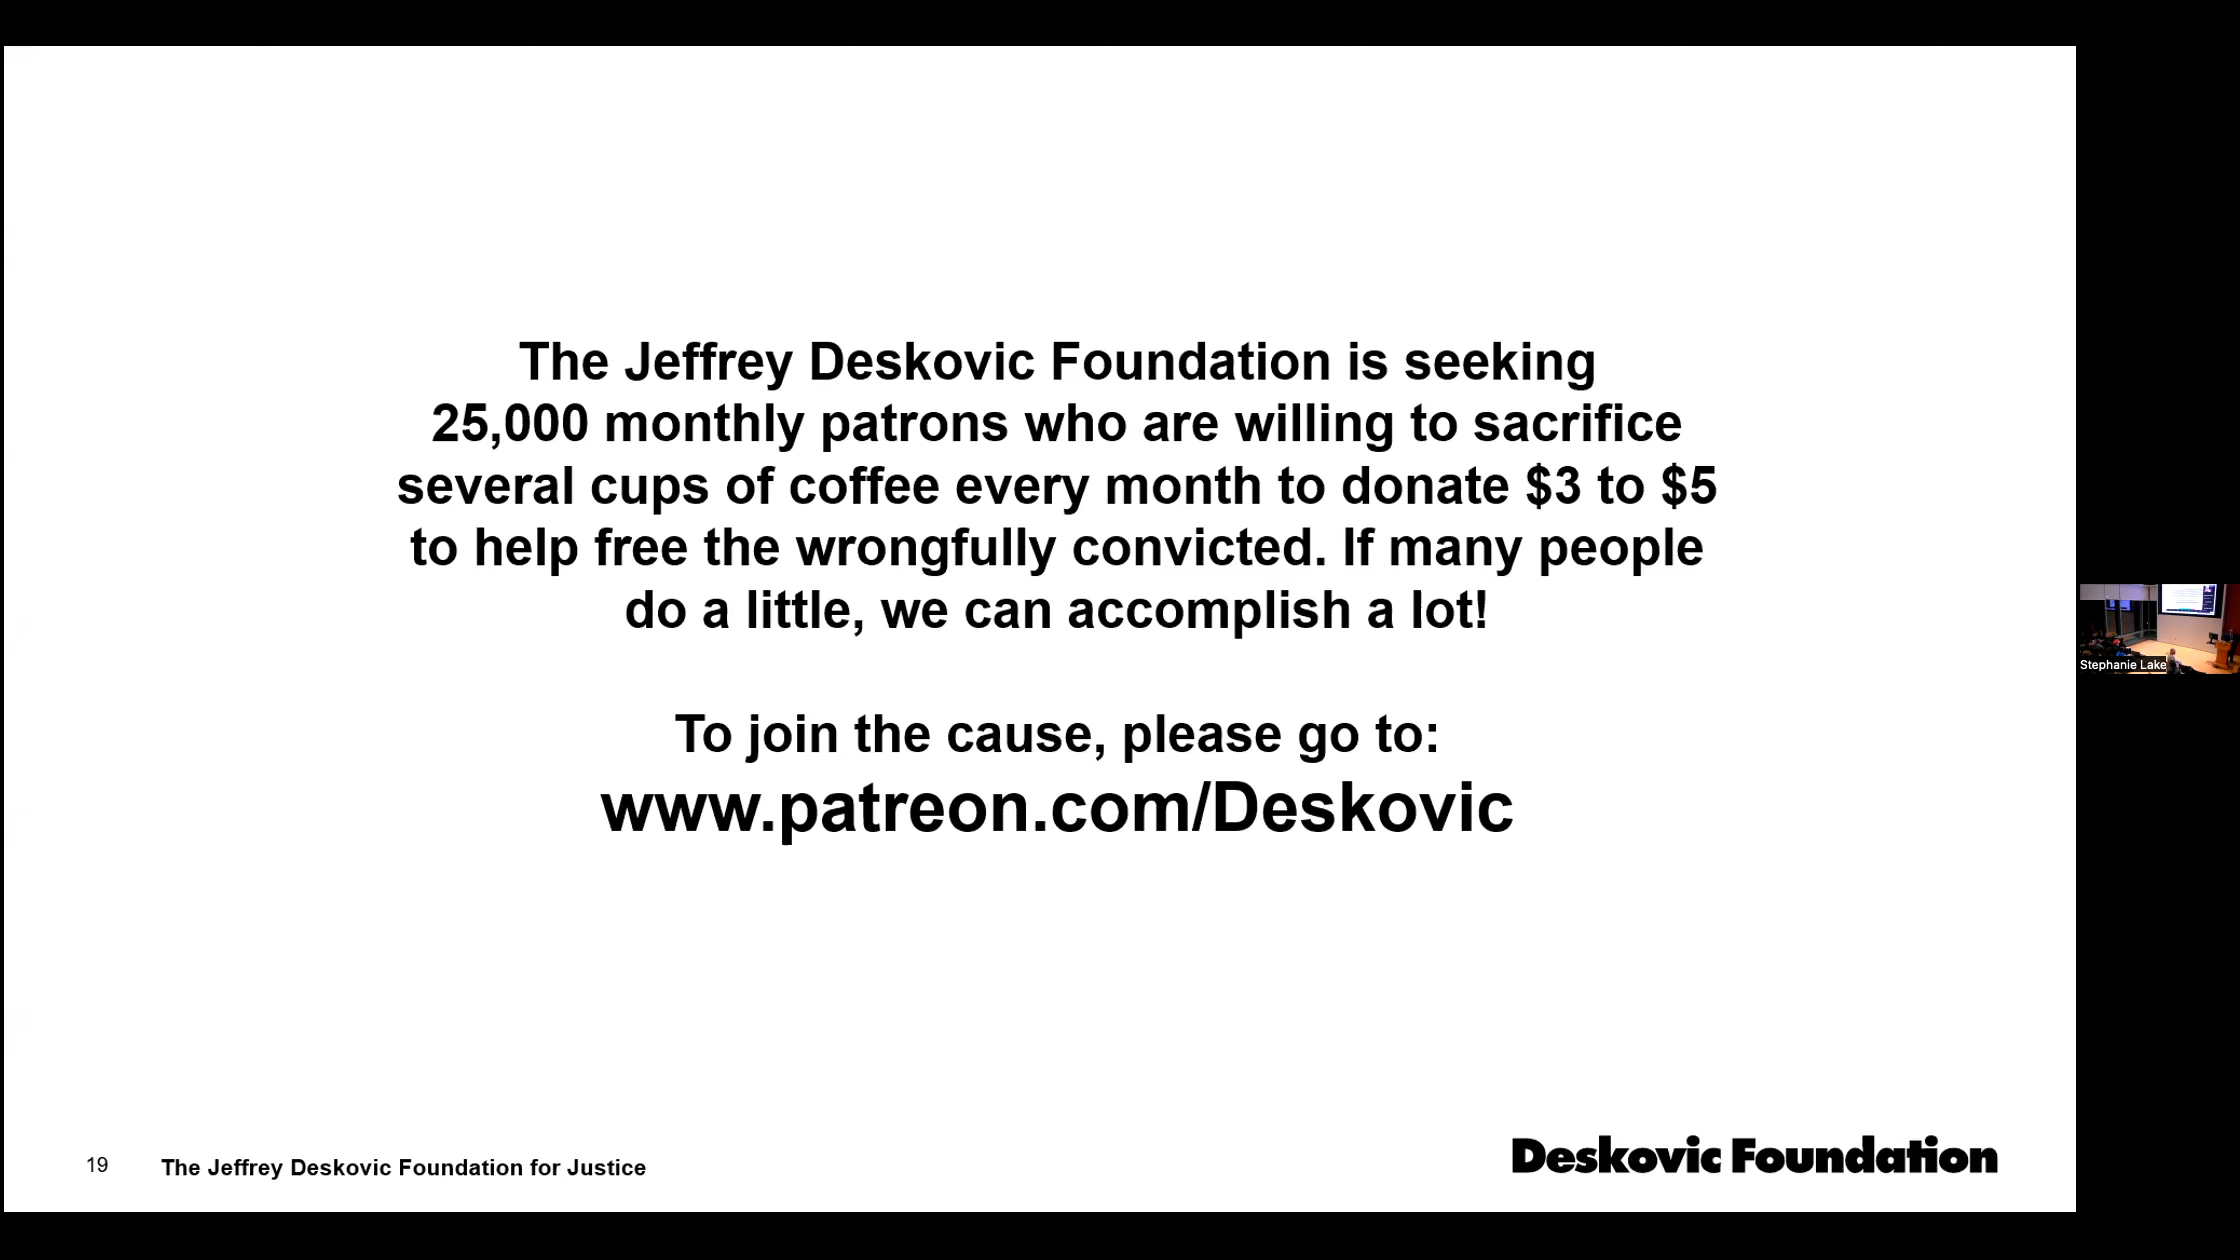 The Jeffrey Deskovic Foundation is seeking
25,000 monthly patrons who are willing to sacrifice
several cups of coffee every month to donate $3 to $5
to help free the wrongfully convicted. If many people
do a little, we can accomplish a lot!
To join the cause, please go to:
www.patreon.com/Deskovic
Stephanie Lake
19 The Jeffrey Deskovic Foundation for Justice
Deskovic Foundation